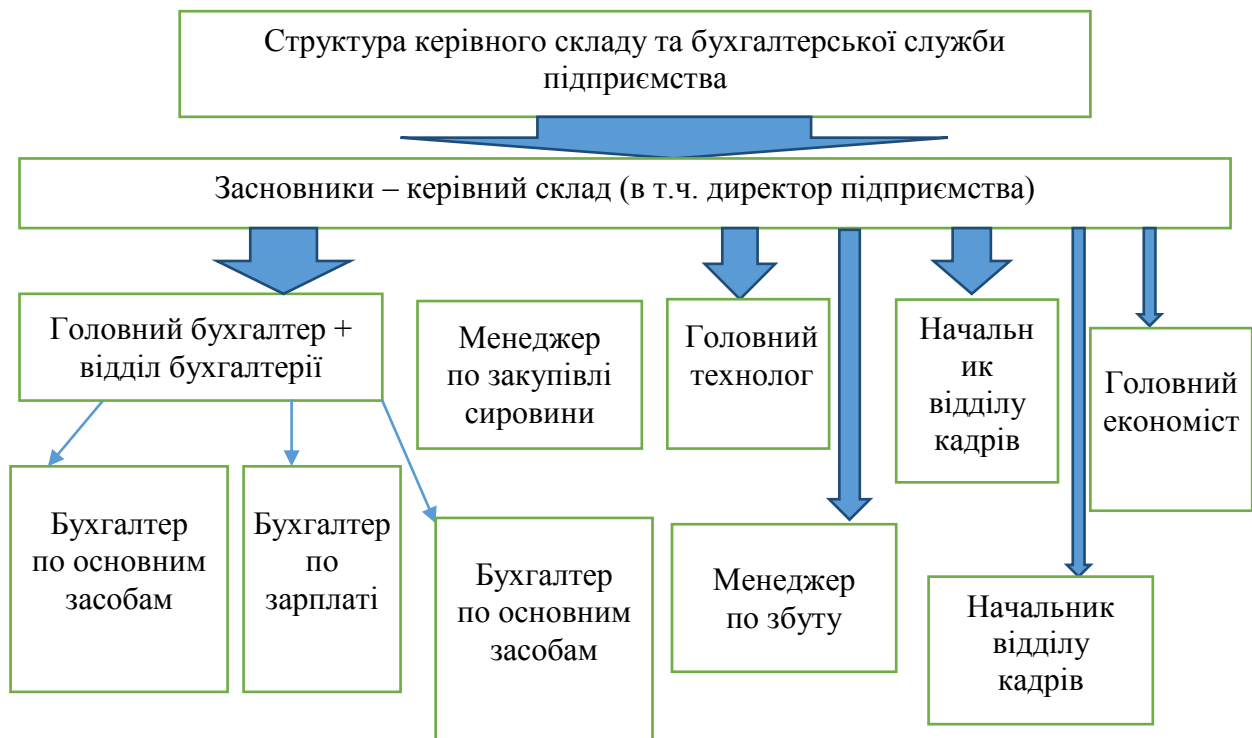 Структура керівного складу та бухгалтерської служби
підприємства
Засновники – керівний склад (в т.ч. директор підприємства)
Головний бухгалтер +
відділ бухгалтерії
Менеджер
по закупівлі
сировини
Головний
технолог
Начальн
ик
відділу
кадрів
Головний
економіст
Бухгалтер
по основним
засобам
Бухгалтер
по
зарплаті
Бухгалтер
по основним
засобам
Менеджер
по збуту
Начальник
відділу
кадрів